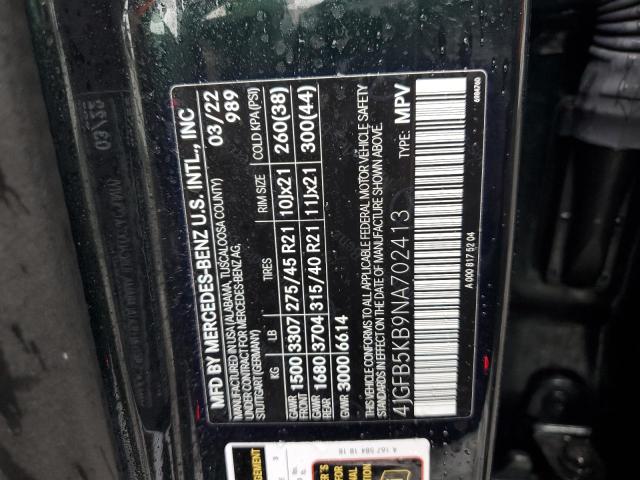 MFD BY MERCEDES-BENZ U.S. INTL., INC
MANUFACTURED IN USA (ALABAMA, TUSCALOOSA COUNTY)
UNDER CONTRACT FOR MERCEDES-BENZ AG,
STUTTGART (GERMANY)
03/22
989
KG LB TIRES RIM SIZE COLD KPA(PSI)
GAWR FRONT 1500 3307 275/45 R21 10Jx21 260(38)
GAWR REAR 1680 3704 315/40 R21 11Jx21 300(44)
GVWR 3000 6614
THIS VEHICLE CONFORMS TO ALL APPLICABLE FEDERAL MOTOR VEHICLE SAFETY
STANDARDS IN EFFECT ON THE DATE OF MANUFACTURE SHOWN ABOVE.
4JGFB5KB9NA702413 TYPE: MPV
A 000 817 52 04
A 167 584 18 18